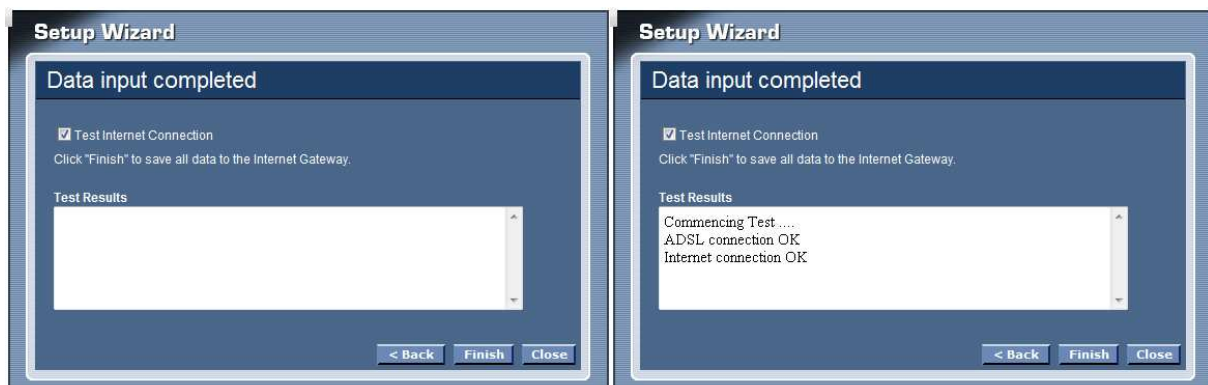 Setup Wizard
Data input completed
Test Internet Connection
Click "Finish" to save all data to the Internet Gateway.
Test Results
< Back Finish Close
Setup Wizard
Data input completed
Test Internet Connection
Click "Finish" to save all data to the Internet Gateway.
Test Results
Commencing Test ....
ADSL connection OK
Internet connection OK
< Back Finish Close